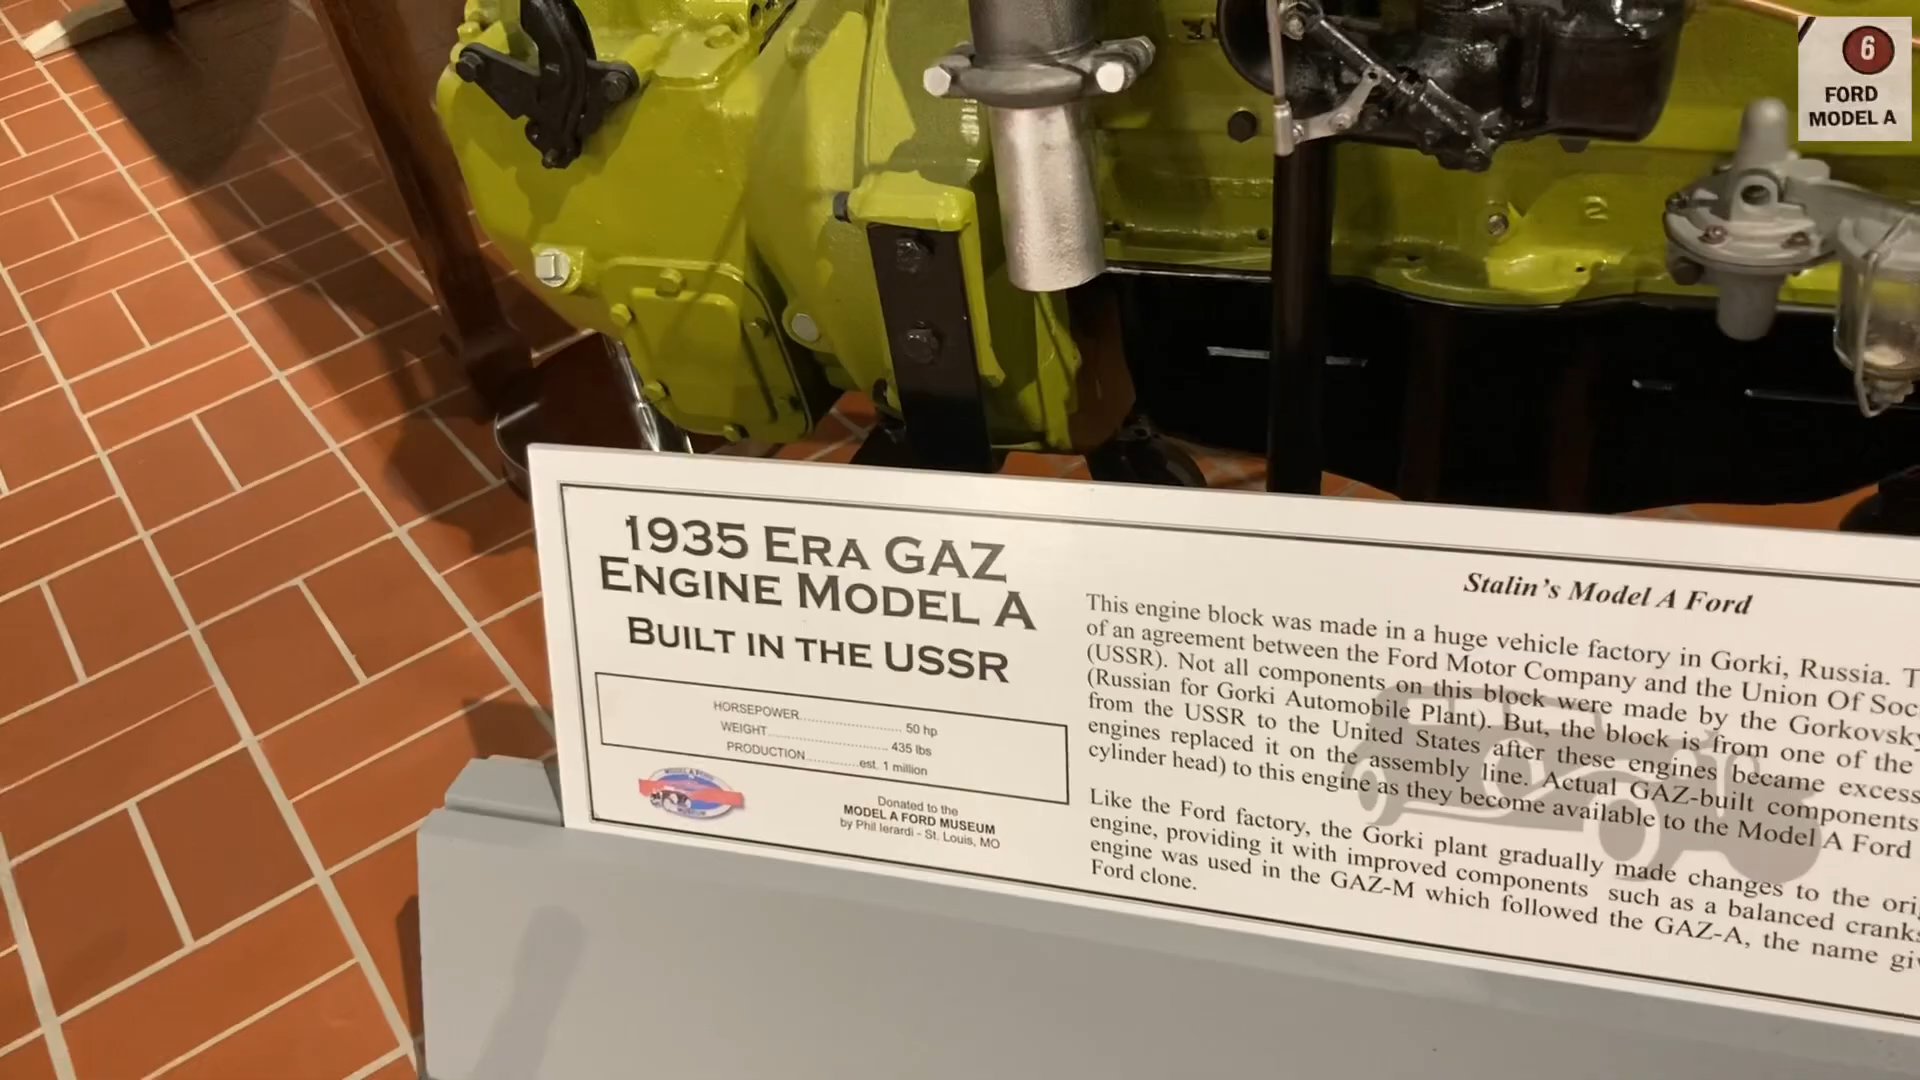 6
FORD
MODEL A
2
1935 ERA GAZ
ENGINE MODEL A
BUILT IN THE USSR
HORSEPOWER.......................... 50 hp
WEIGHT.............................. 435 lbs
PRODUCTION.............est. 1 million
Donated to the
MODEL A FORD MUSEUM
by Phil Ierardi - St. Louis, MO
Stalin's Model A Ford
This engine block was made in a huge vehicle factory in Gorki, Russia.
of an agreement between the Ford Motor Company and the Union Of Soc
(USSR). Not all components on this block were made by the Gorkovsky
(Russian for Gorki Automobile Plant). But, the block is from one of the
from the USSR to the United States after these engines became excess
engines replaced it on the assembly line. Actual GAZ-built components
cylinder head) to this engine as they become available to the Model A Ford
Like the Ford factory, the Gorki plant gradually made changes to the ori
engine, providing it with improved components such as a balanced cranks
engine was used in the GAZ-M which followed the GAZ-A, the name gi
Ford clone.